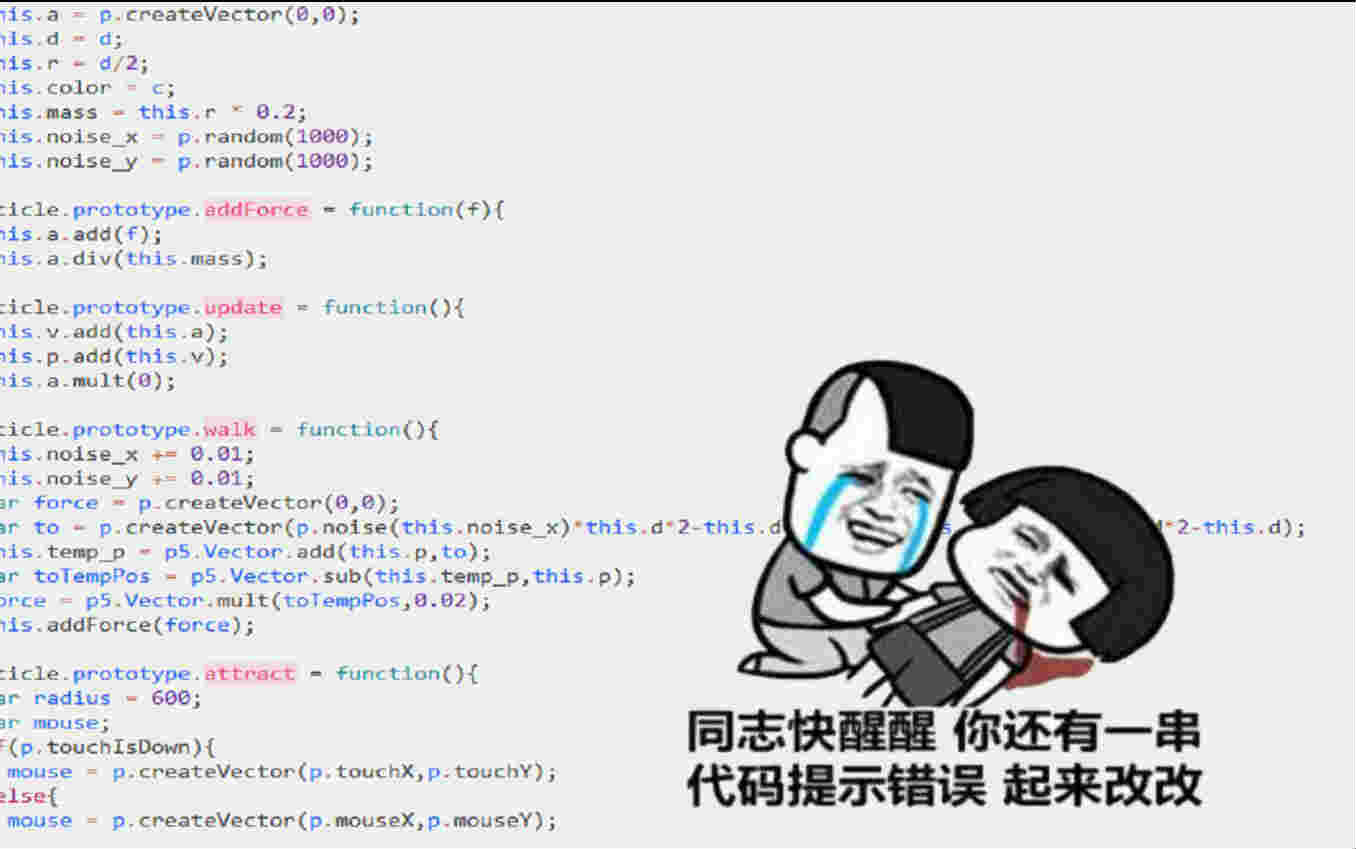 his.a = p.createVector(0,0);
his.d = d;
his.r = d/2;
his.color = c;
his.mass = this.r * 0.2;
his.noise_x = p.random(1000);
his.noise_y = p.random(1000);
ticle.prototype.addForce = function(f){
his.a.add(f);
his.a.div(this.mass);
ticle.prototype.update = function(){
his.v.add(this.a);
his.p.add(this.v);
his.a.mult(0);
ticle.prototype.walk = function(){
his.noise_x += 0.01;
his.noise_y += 0.01;
ar force = p.createVector(0,0);
ar to = p.createVector(p.noise(this.noise_x)*this.d*2-this.d s *2-this.d);
his.temp_p = p5.Vector.add(this.p,to);
ar toTempPos = p5.Vector.sub(this.temp_p,this.p);
orce = p5.Vector.mult(toTempPos,0.02);
his.addForce(force);
ticle.prototype.attract = function(){
ar radius = 600;
ar mouse;
f(p.touchIsDown){
mouse = p.createVector(p.touchX,p.touchY);
else{
mouse = p.createVector(p.mouseX,p.mouseY);
同志快醒醒 你还有一串
代码提示错误 起来改改